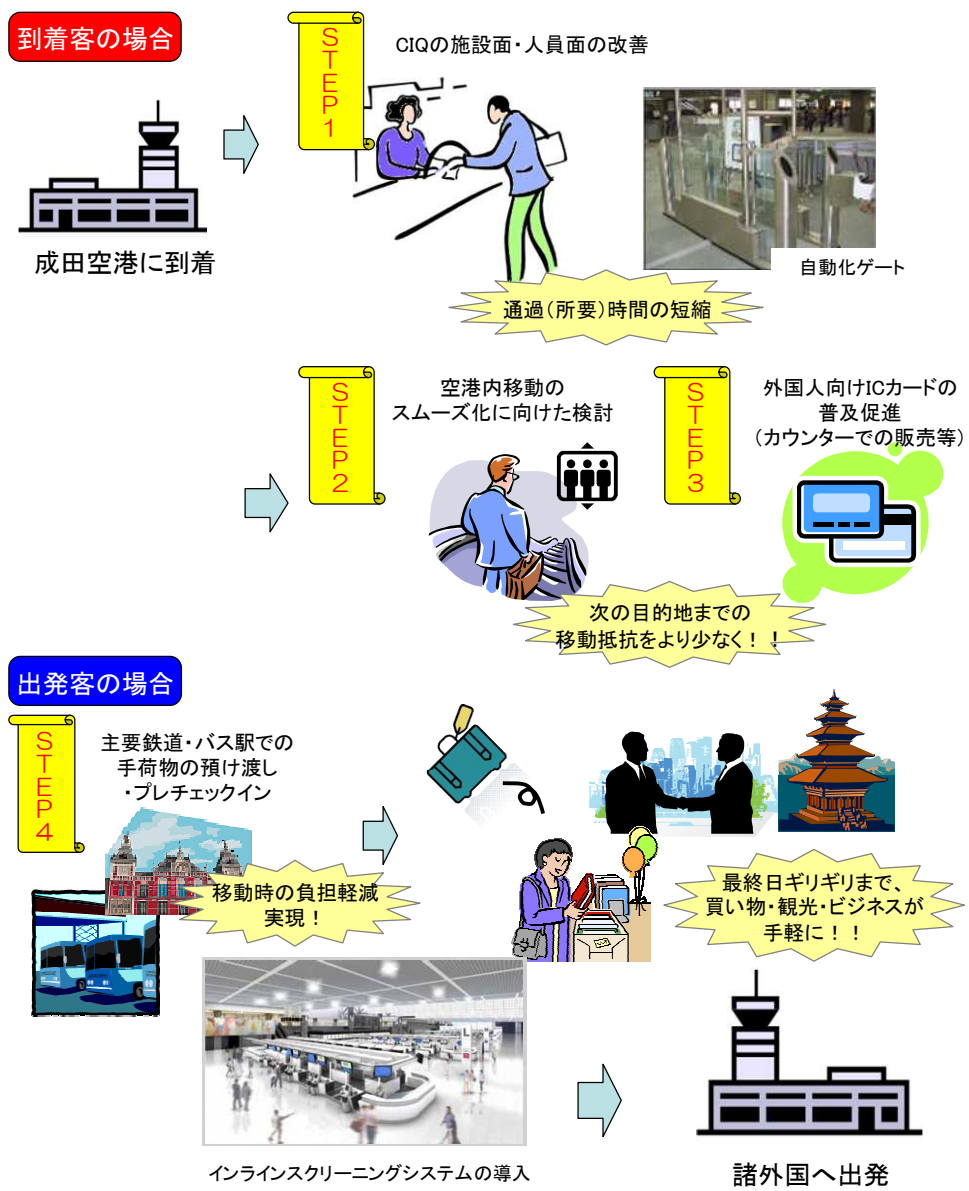 到着客の場合
STEP1
CIQの施設面・人員面の改善
成田空港に到着
自動化ゲート
通過(所要)時間の短縮
STEP2
空港内移動の
スムーズ化に向けた検討
STEP3
外国人向けICカードの
普及促進
(カウンターでの販売等)
次の目的地までの
移動抵抗をより少なく!!
出発客の場合
STEP4
主要鉄道・バス駅での
手荷物の預け渡し
・プレチェックイン
移動時の負担軽減
実現!
最終日ギリギリまで、
買い物・観光・ビジネスが
手軽に!!
L
インラインスクリーニングシステムの導入
諸外国へ出発